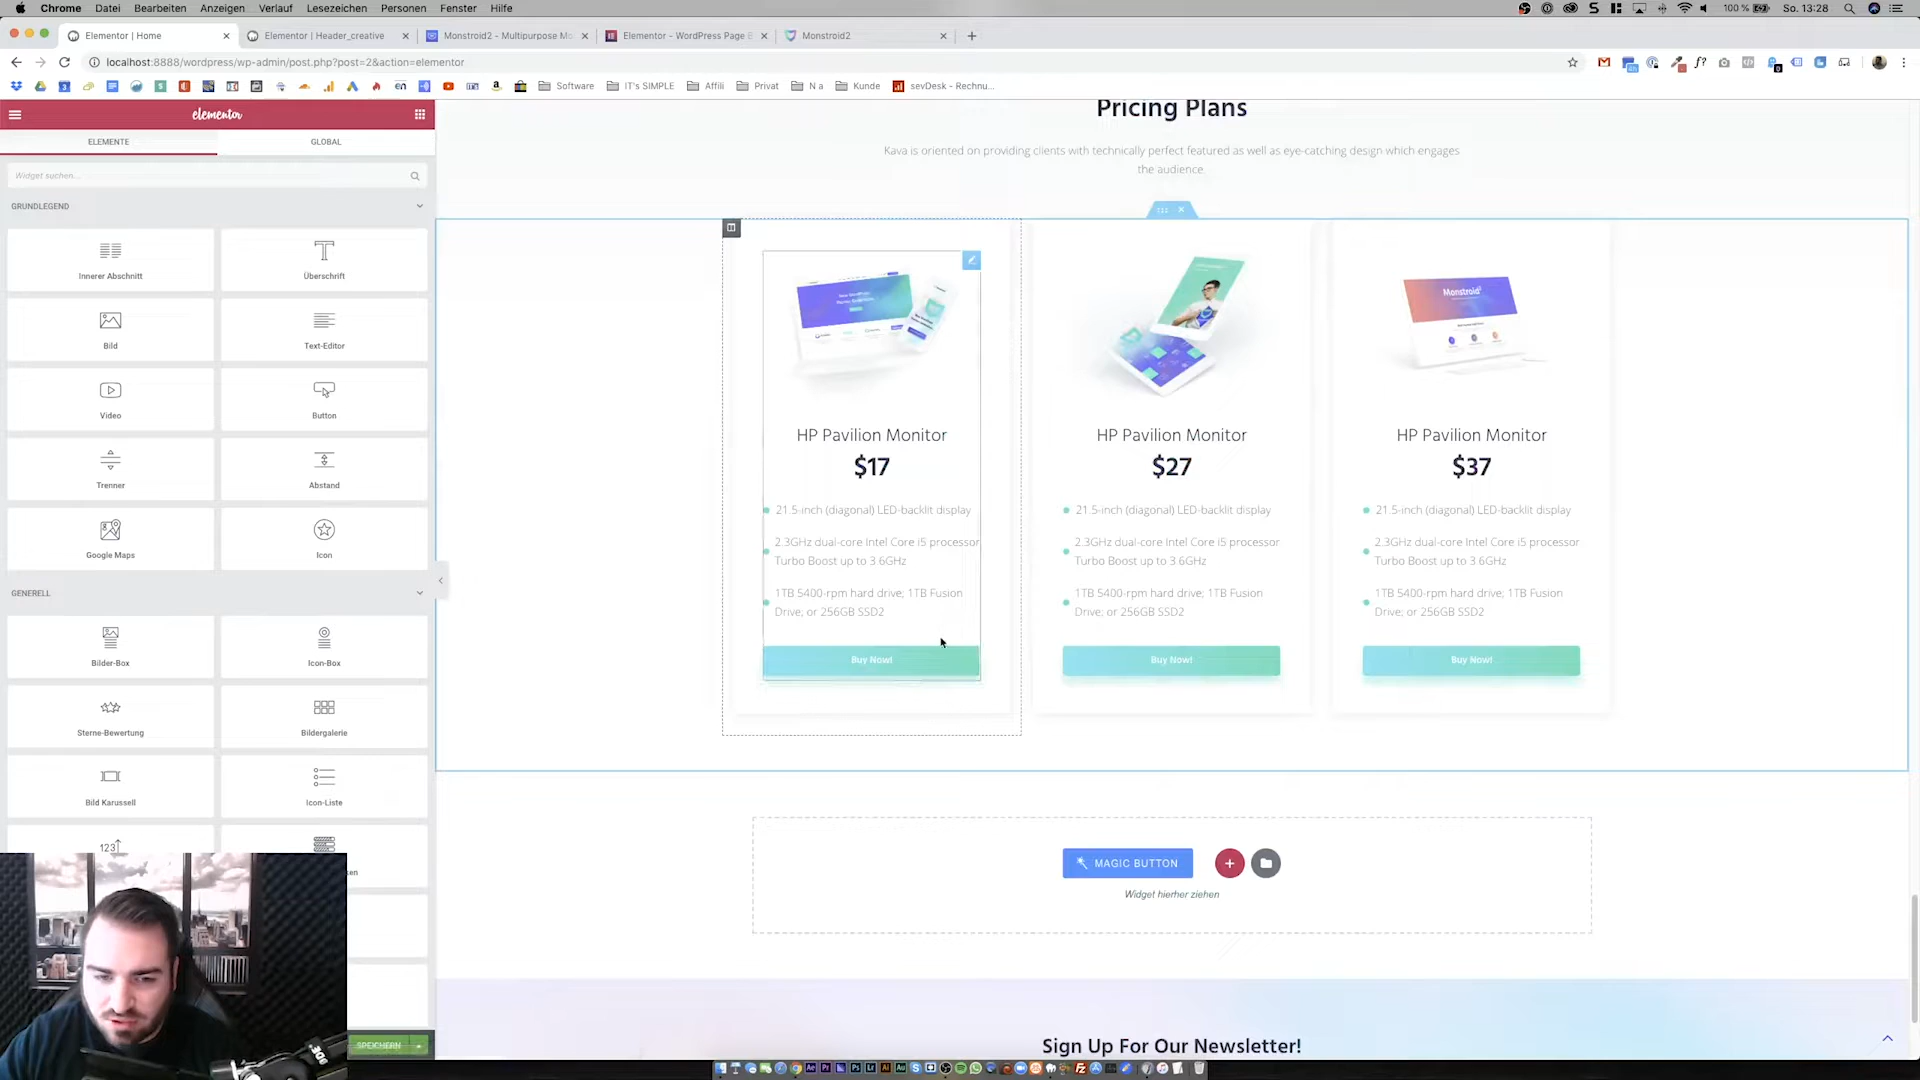 Chrome Datei Bearbeiten Anzeigen Verlauf Lesezeichen Personen Fenster Hilfe 100 % So. 13:28
Elementor | Home Elementor | Header_creative Monstroid2 - Multipurpose Mo Elementor - WordPress Page Monstroid2
localhost:8888/wordpress/wp-admin/post.php?post=2&action=elementor
Software IT's SIMPLE Affili Privat N a Kunde sevDesk - Rechnu...
elementor
ELEMENTE GLOBAL
Widget suchen...
GRUNDLEGEND
Innerer Abschnitt Überschrift
Bild Text-Editor
Video Button
Trenner Abstand
Google Maps Icon
GENERELL
Bilder-Box Icon-Box
Sterne-Bewertung Bildergalerie
Bild Karussell Icon-Liste
123
ken
SPEICHERN
Pricing Plans
Kava is oriented on providing clients with technically perfect featured as well as eye-catching design which engages
the audience
Monstroid²
HP Pavilion Monitor HP Pavilion Monitor HP Pavilion Monitor
$17 $27 $37
21.5-inch (diagonal) LED-backlit display 21.5-inch (diagonal) LED-backlit display 21.5-inch (diagonal) LED-backlit display
2.3GHz dual-core Intel Core i5 processor 2.3GHz dual-core Intel Core i5 processor 2.3GHz dual-core Intel Core i5 processor
Turbo Boost up to 3.6GHz Turbo Boost up to 3.6GHz Turbo Boost up to 3.6GHz
1TB 5400-rpm hard drive; 1TB Fusion 1TB 5400-rpm hard drive; 1TB Fusion 1TB 5400-rpm hard drive; 1TB Fusion
Drive; or 256GB SSD2 Drive; or 256GB SSD2 Drive; or 256GB SSD2
Buy Now! Buy Now! Buy Now!
MAGIC BUTTON
Widget hierher ziehen
Sign Up For Our Newsletter!